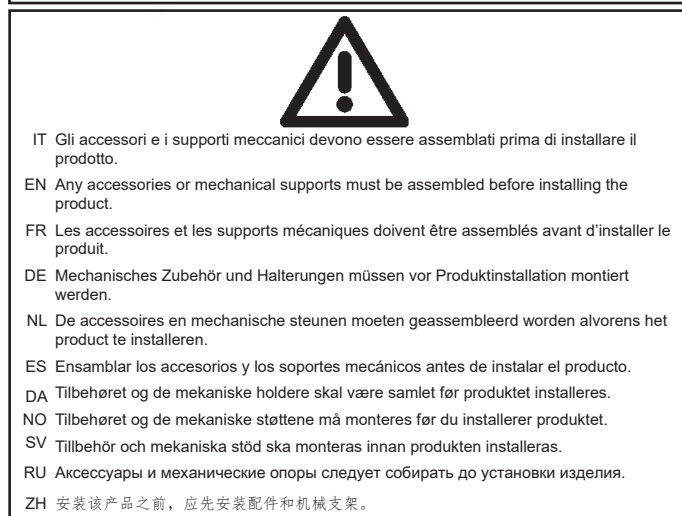 IT Gli accessori e i supporti meccanici devono essere assemblati prima di installare il
prodotto.
EN Any accessories or mechanical supports must be assembled before installing the
product.
FR Les accessoires et les supports mécaniques doivent être assemblés avant d’installer le
produit.
DE Mechanisches Zubehör und Halterungen müssen vor Produktinstallation montiert
werden.
NL De accessoires en mechanische steunen moeten geassembleerd worden alvorens het
product te installeren.
ES Ensamblar los accesorios y los soportes mecánicos antes de instalar el producto.
DA Tilbehøret og de mekaniske holdere skal være samlet før produktet installeres.
NO Tilbehøret og de mekaniske støttene må monteres før du installerer produktet.
SV Tillbehör och mekaniska stöd ska monteras innan produkten installeras.
RU Аксессуары и механические опоры следует собирать до установки изделия.
ZH 安装该产品之前，应先安装配件和机械支架。